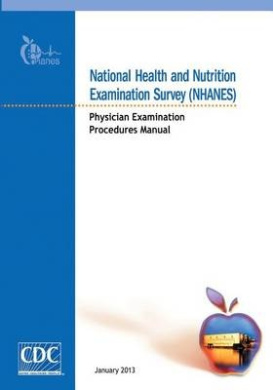 nhanes
National Health and Nutrition
Examination Survey (NHANES)
Physician Examination
Procedures Manual
CDC
January 2013